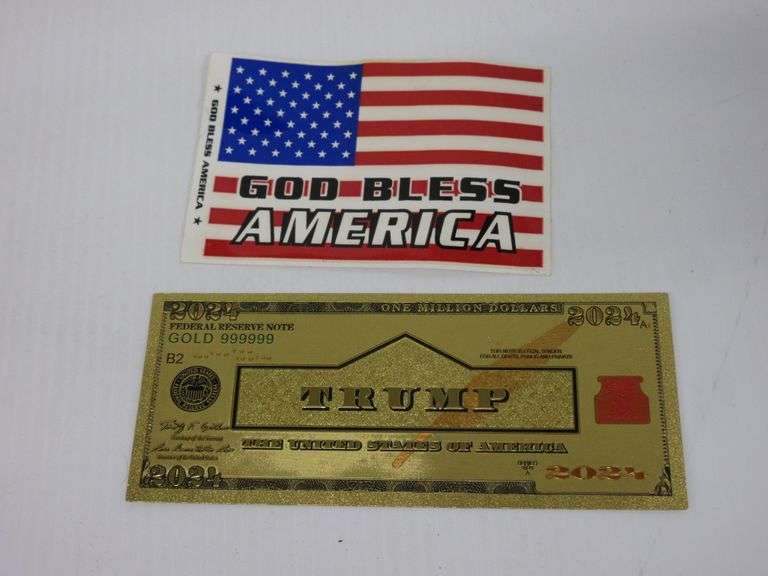 ★ GOD BLESS AMERICA ★
GOD BLESS
AMERICA
2024
ONE MILLION DOLLARS
2024
FEDERAL RESERVE NOTE
GOLD 999999
B2
TRUMP
THE UNITED STATES OF AMERICA
2024
2024